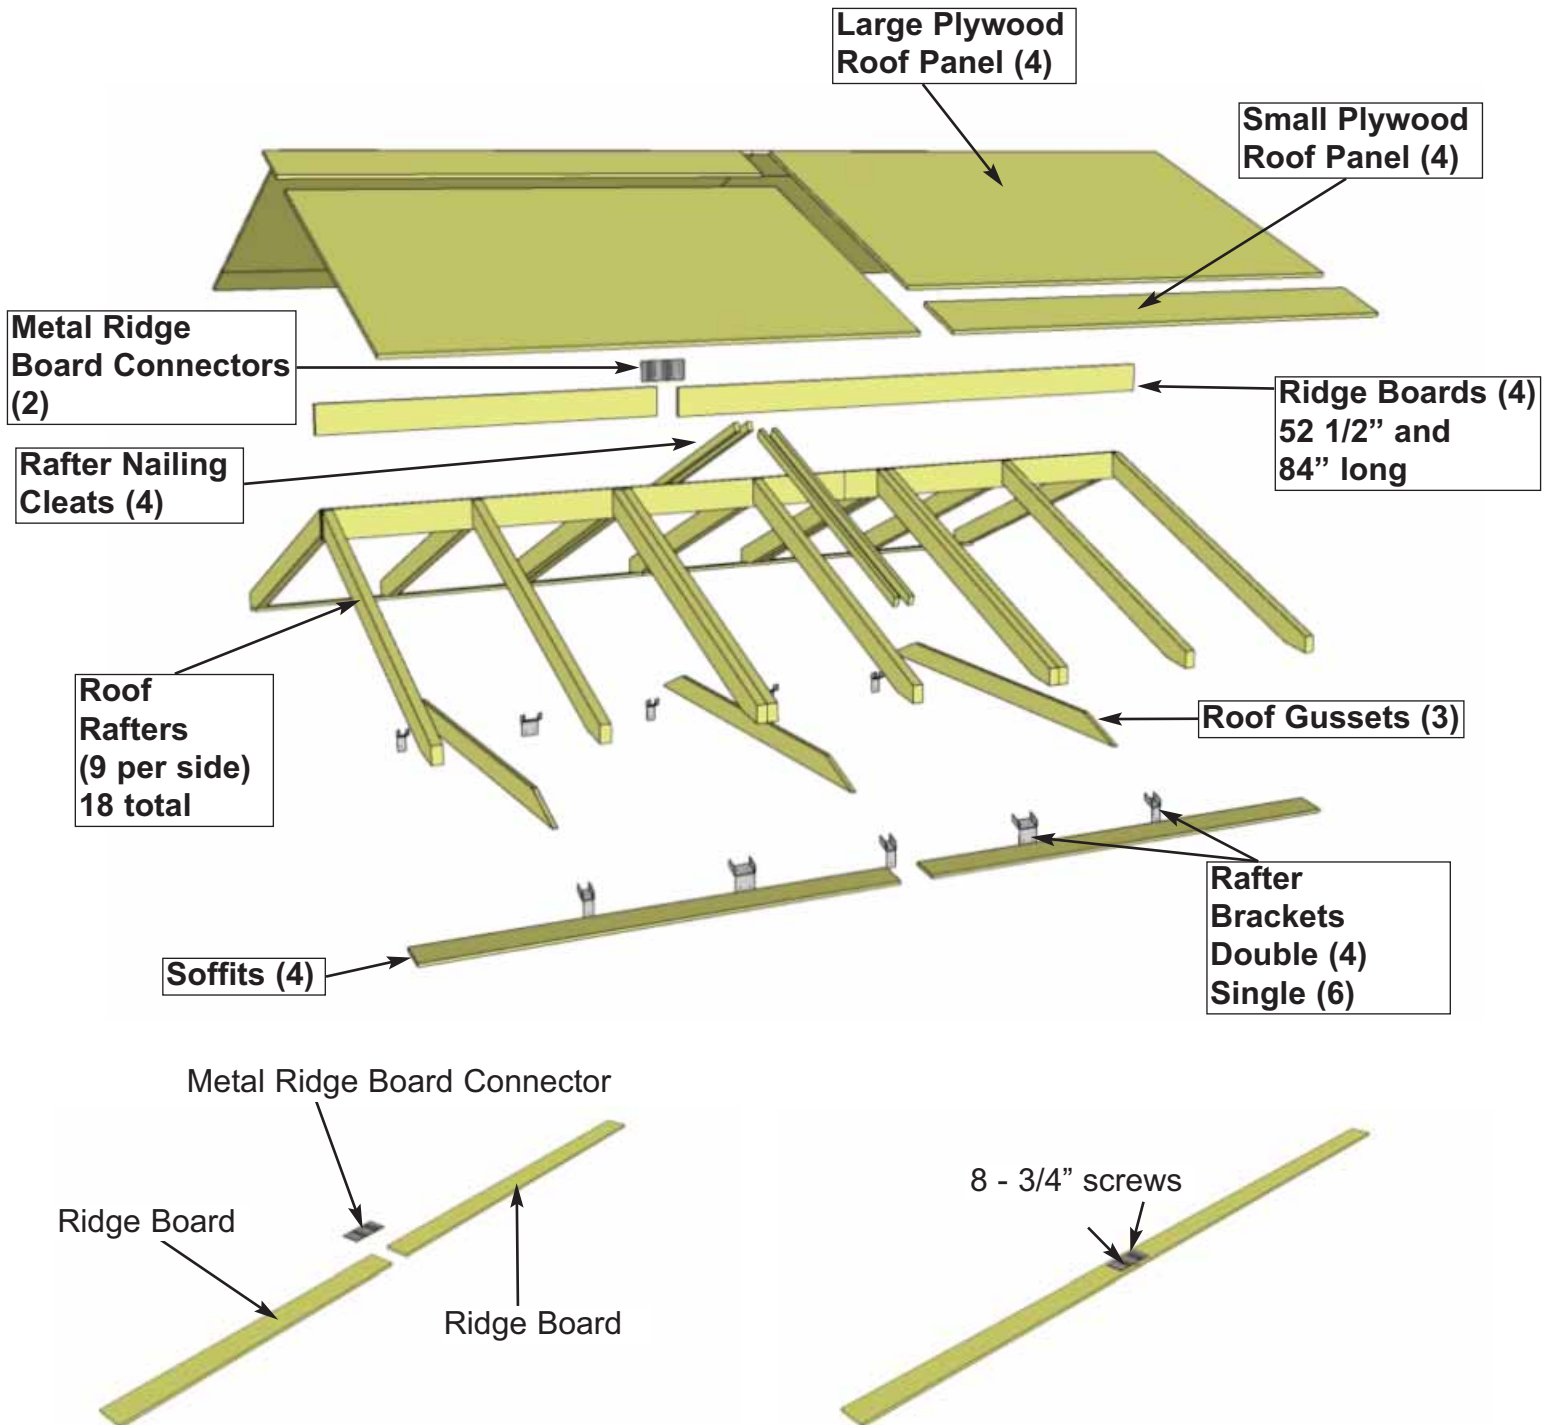 Large Plywood
Roof Panel (4)
Small Plywood
Roof Panel (4)
Metal Ridge
Board Connectors
(2)
Ridge Boards (4)
52 1/2” and
84” long
Rafter Nailing
Cleats (4)
Roof
Rafters
(9 per side)
18 total
Roof Gussets (3)
Rafter
Brackets
Double (4)
Single (6)
Soffits (4)
Metal Ridge Board Connector
Ridge Board
Ridge Board
8 - 3/4” screws